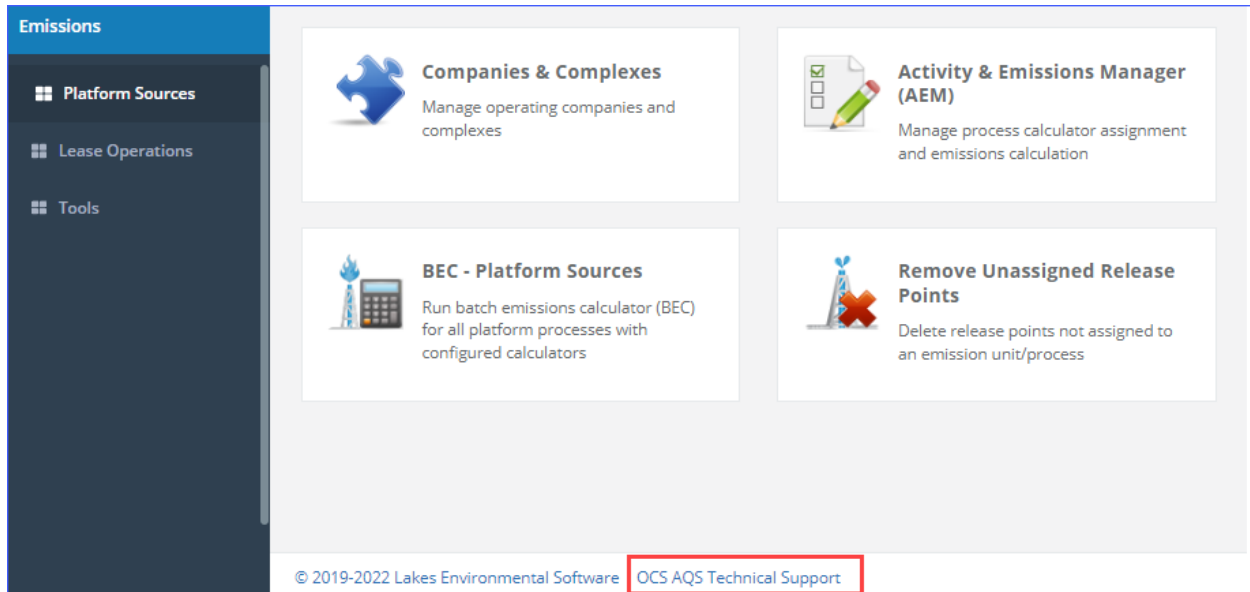 Emissions
Platform Sources
Lease Operations
Tools
Companies & Complexes
Manage operating companies and
complexes
Activity & Emissions Manager
(AEM)
Manage process calculator assignment
and emissions calculation
BEC - Platform Sources
Run batch emissions calculator (BEC)
for all platform processes with
configured calculators
Remove Unassigned Release
Points
Delete release points not assigned to
an emission unit/process
© 2019-2022 Lakes Environmental Software OCS AQS Technical Support